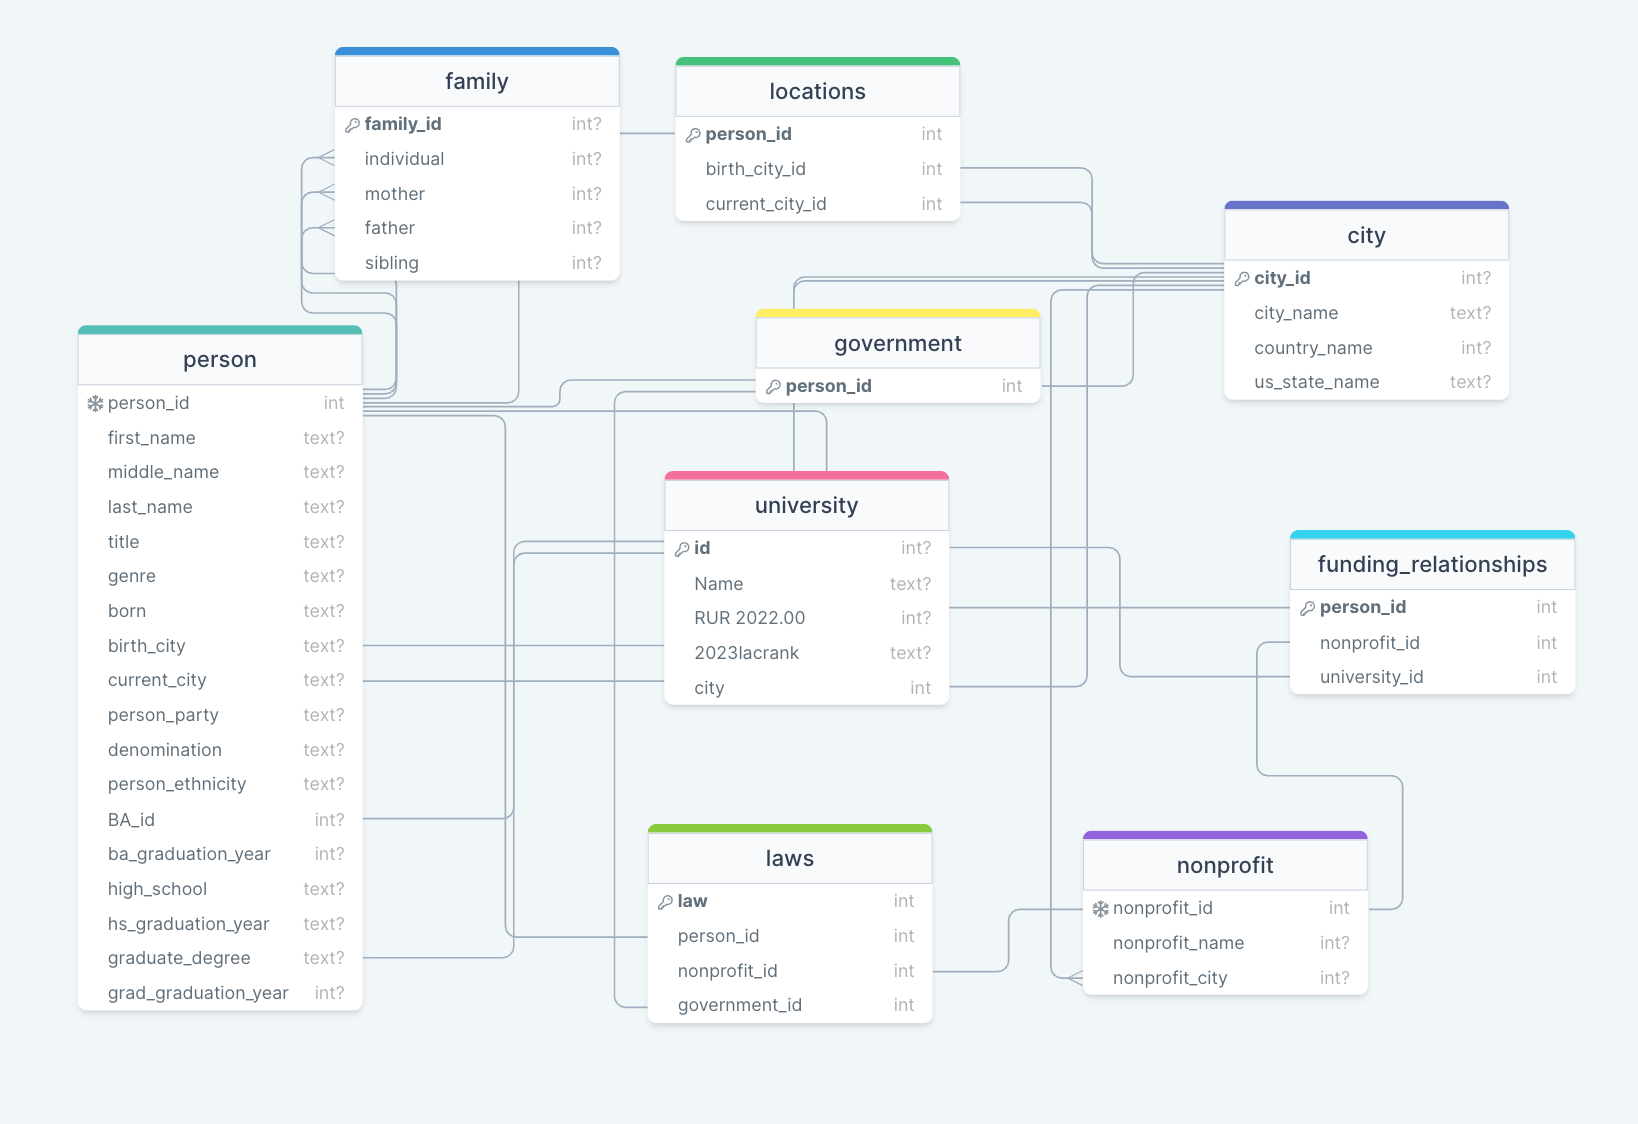 family
family_id int?
individual int?
mother int?
father int?
sibling int?
locations
person_id int
birth_city_id int
current_city_id int
city
city_id int?
city_name text?
country_name int?
us_state_name text?
government
person_id int
person
person_id int
first_name text?
middle_name text?
last_name text?
title text?
genre text?
born text?
birth_city text?
current_city text?
person_party text?
denomination text?
person_ethnicity text?
BA_id int?
ba_graduation_year int?
high_school text?
hs_graduation_year text?
graduate_degree text?
grad_graduation_year int?
university
id int?
Name text?
RUR 2022.00 int?
2023lacrank text?
city int
funding_relationships
person_id int
nonprofit_id int
university_id int
laws
law int
person_id int
nonprofit_id int
government_id int
nonprofit
nonprofit_id int
nonprofit_name int?
nonprofit_city int?